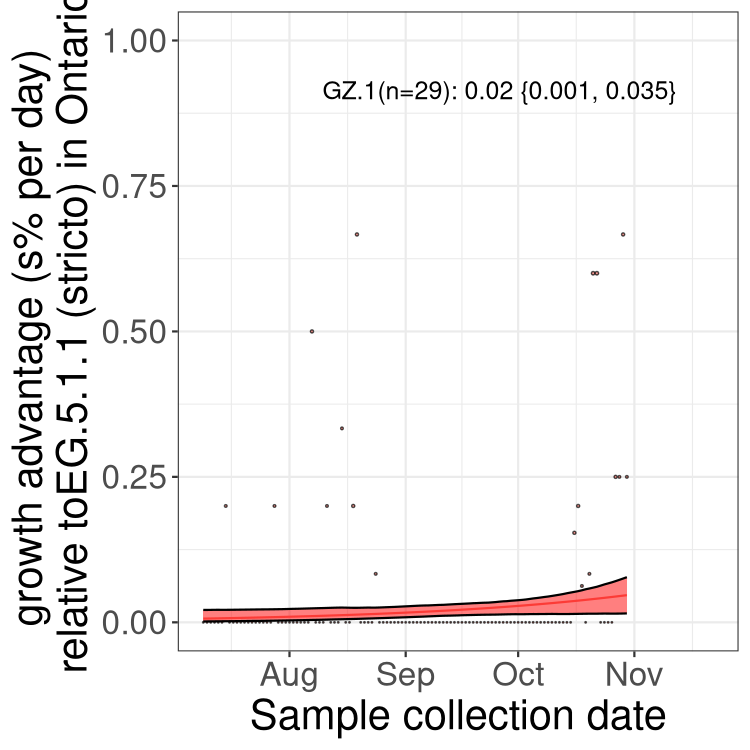 growth advantage (s% per day)
relative toEG.5.1.1 (stricto) in Ontario
1.00
0.75
0.50
0.25
0.00
GZ.1(n=29): 0.02 {0.001, 0.035}
Aug
Sep
Oct
Nov
Sample collection date